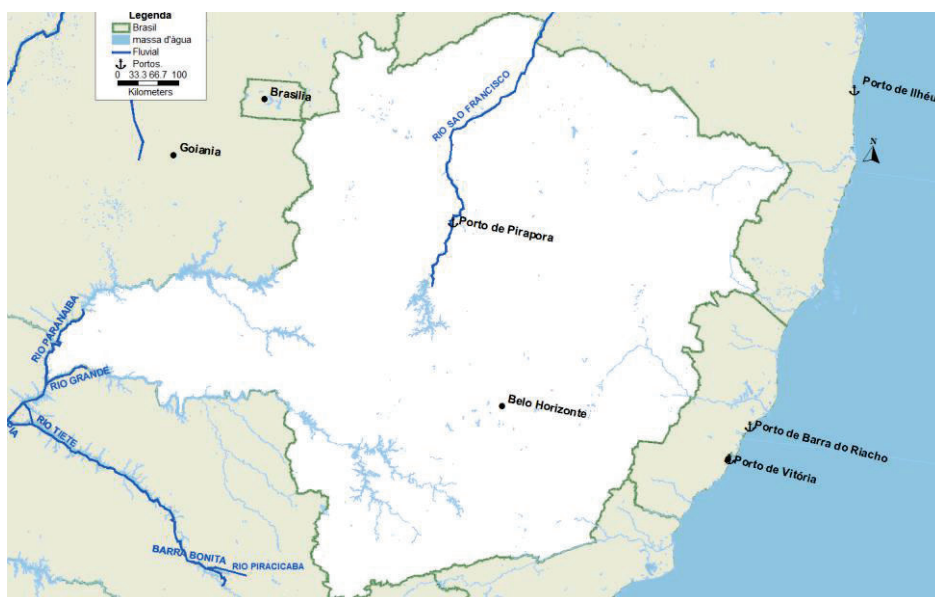 Legenda
Brasil
massa d'àgua
Fluvial
Portos.
0 33.3 66.7 100
Kilometers
Brasília
Goiania
RIO SAO FRANCISCO
Porto de Ilhéu
N
Porto de Pirapora
RIO PARANAIBA
RIO GRANDE
RIO TIETE
Belo Horizonte
Porto de Barra do Riacho
Porto de Vitória
BARRA BONITA
RIO PIRACICABA